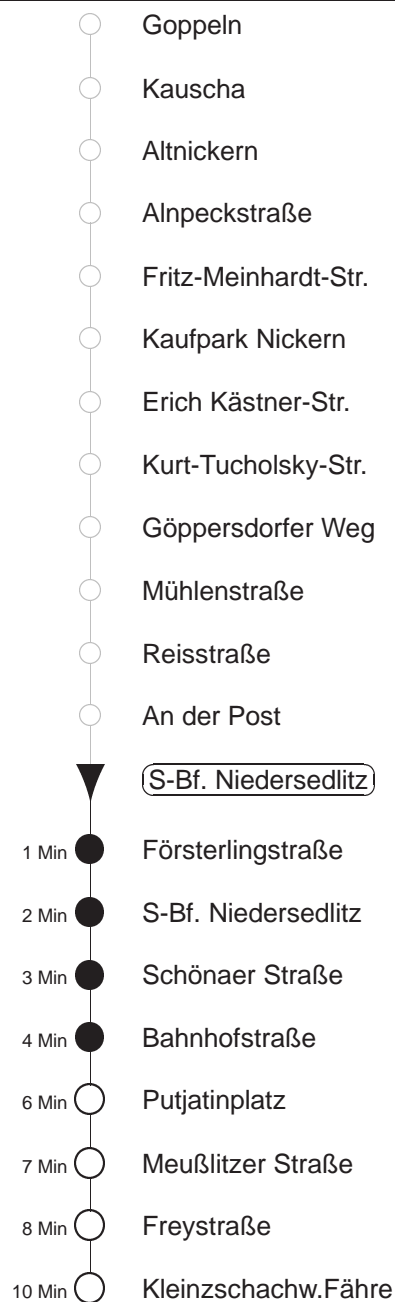 Goppeln
Kauscha
Altnickern
Alnpeckstraße
Fritz-Meinhardt-Str.
Kaufpark Nickern
Erich Kästner-Str.
Kurt-Tucholsky-Str.
Göppersdorfer Weg
Mühlenstraße
Reisstraße
An der Post
S-Bf. Niedersedlitz
1 Min Försterlingstraße
2 Min S-Bf. Niedersedlitz
3 Min Schönaer Straße
4 Min Bahnhofstraße
6 Min Putjatinplatz
7 Min Meußlitzer Straße
8 Min Freystraße
10 Min Kleinzschachw.Fähre